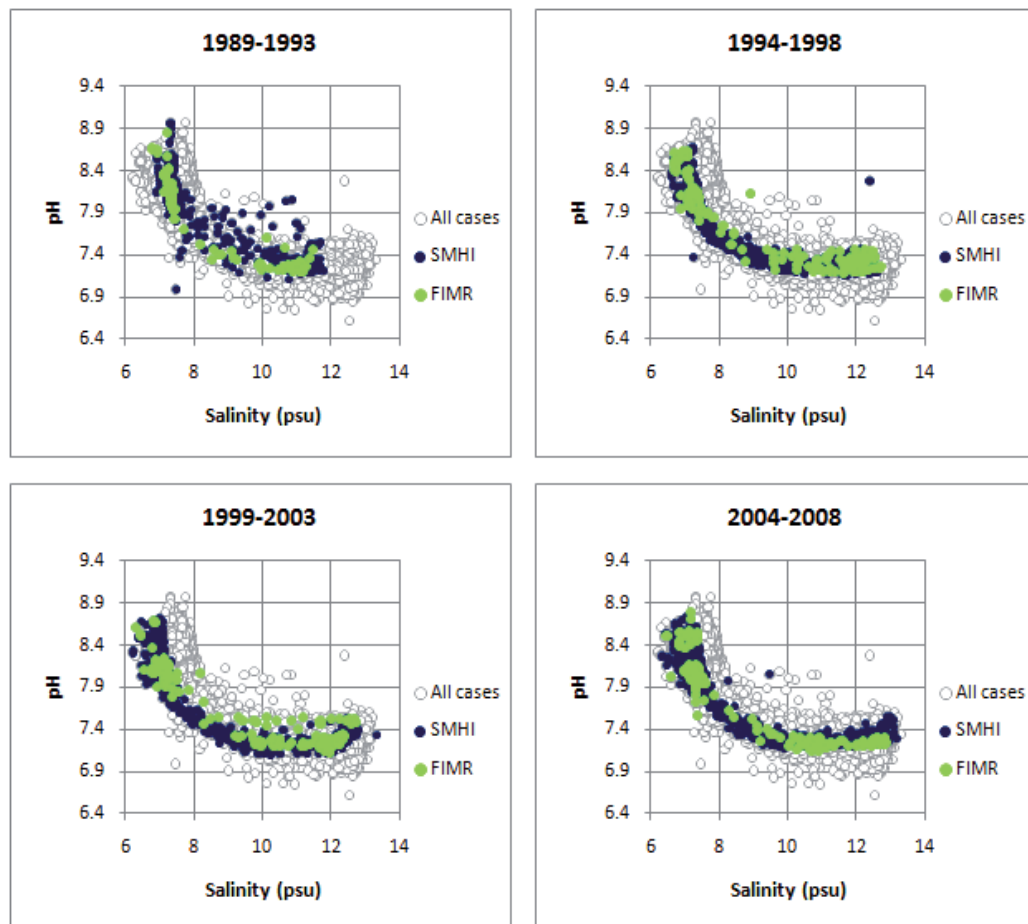 1989-1993
9.4
8.9
8.4
7.9
7.4
6.9
6.4
pH
6 8 10 12 14
Salinity (psu)
All cases
SMHI
FIMR
1994-1998
9.4
8.9
8.4
7.9
7.4
6.9
6.4
pH
6 8 10 12 14
Salinity (psu)
All cases
SMHI
FIMR
1999-2003
9.4
8.9
8.4
7.9
7.4
6.9
6.4
pH
6 8 10 12 14
Salinity (psu)
All cases
SMHI
FIMR
2004-2008
9.4
8.9
8.4
7.9
7.4
6.9
6.4
pH
6 8 10 12 14
Salinity (psu)
All cases
SMHI
FIMR